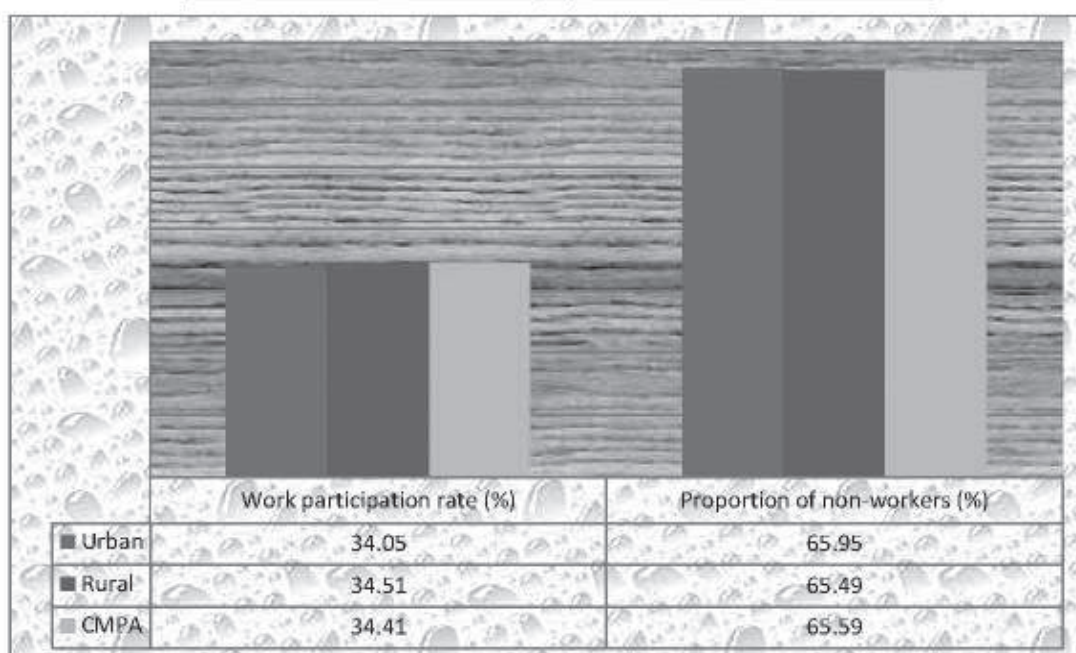 Work participation rate (%) Proportion of non-workers (%)
Urban 34.05 65.95
Rural 34.51 65.49
CMPA 34.41 65.59